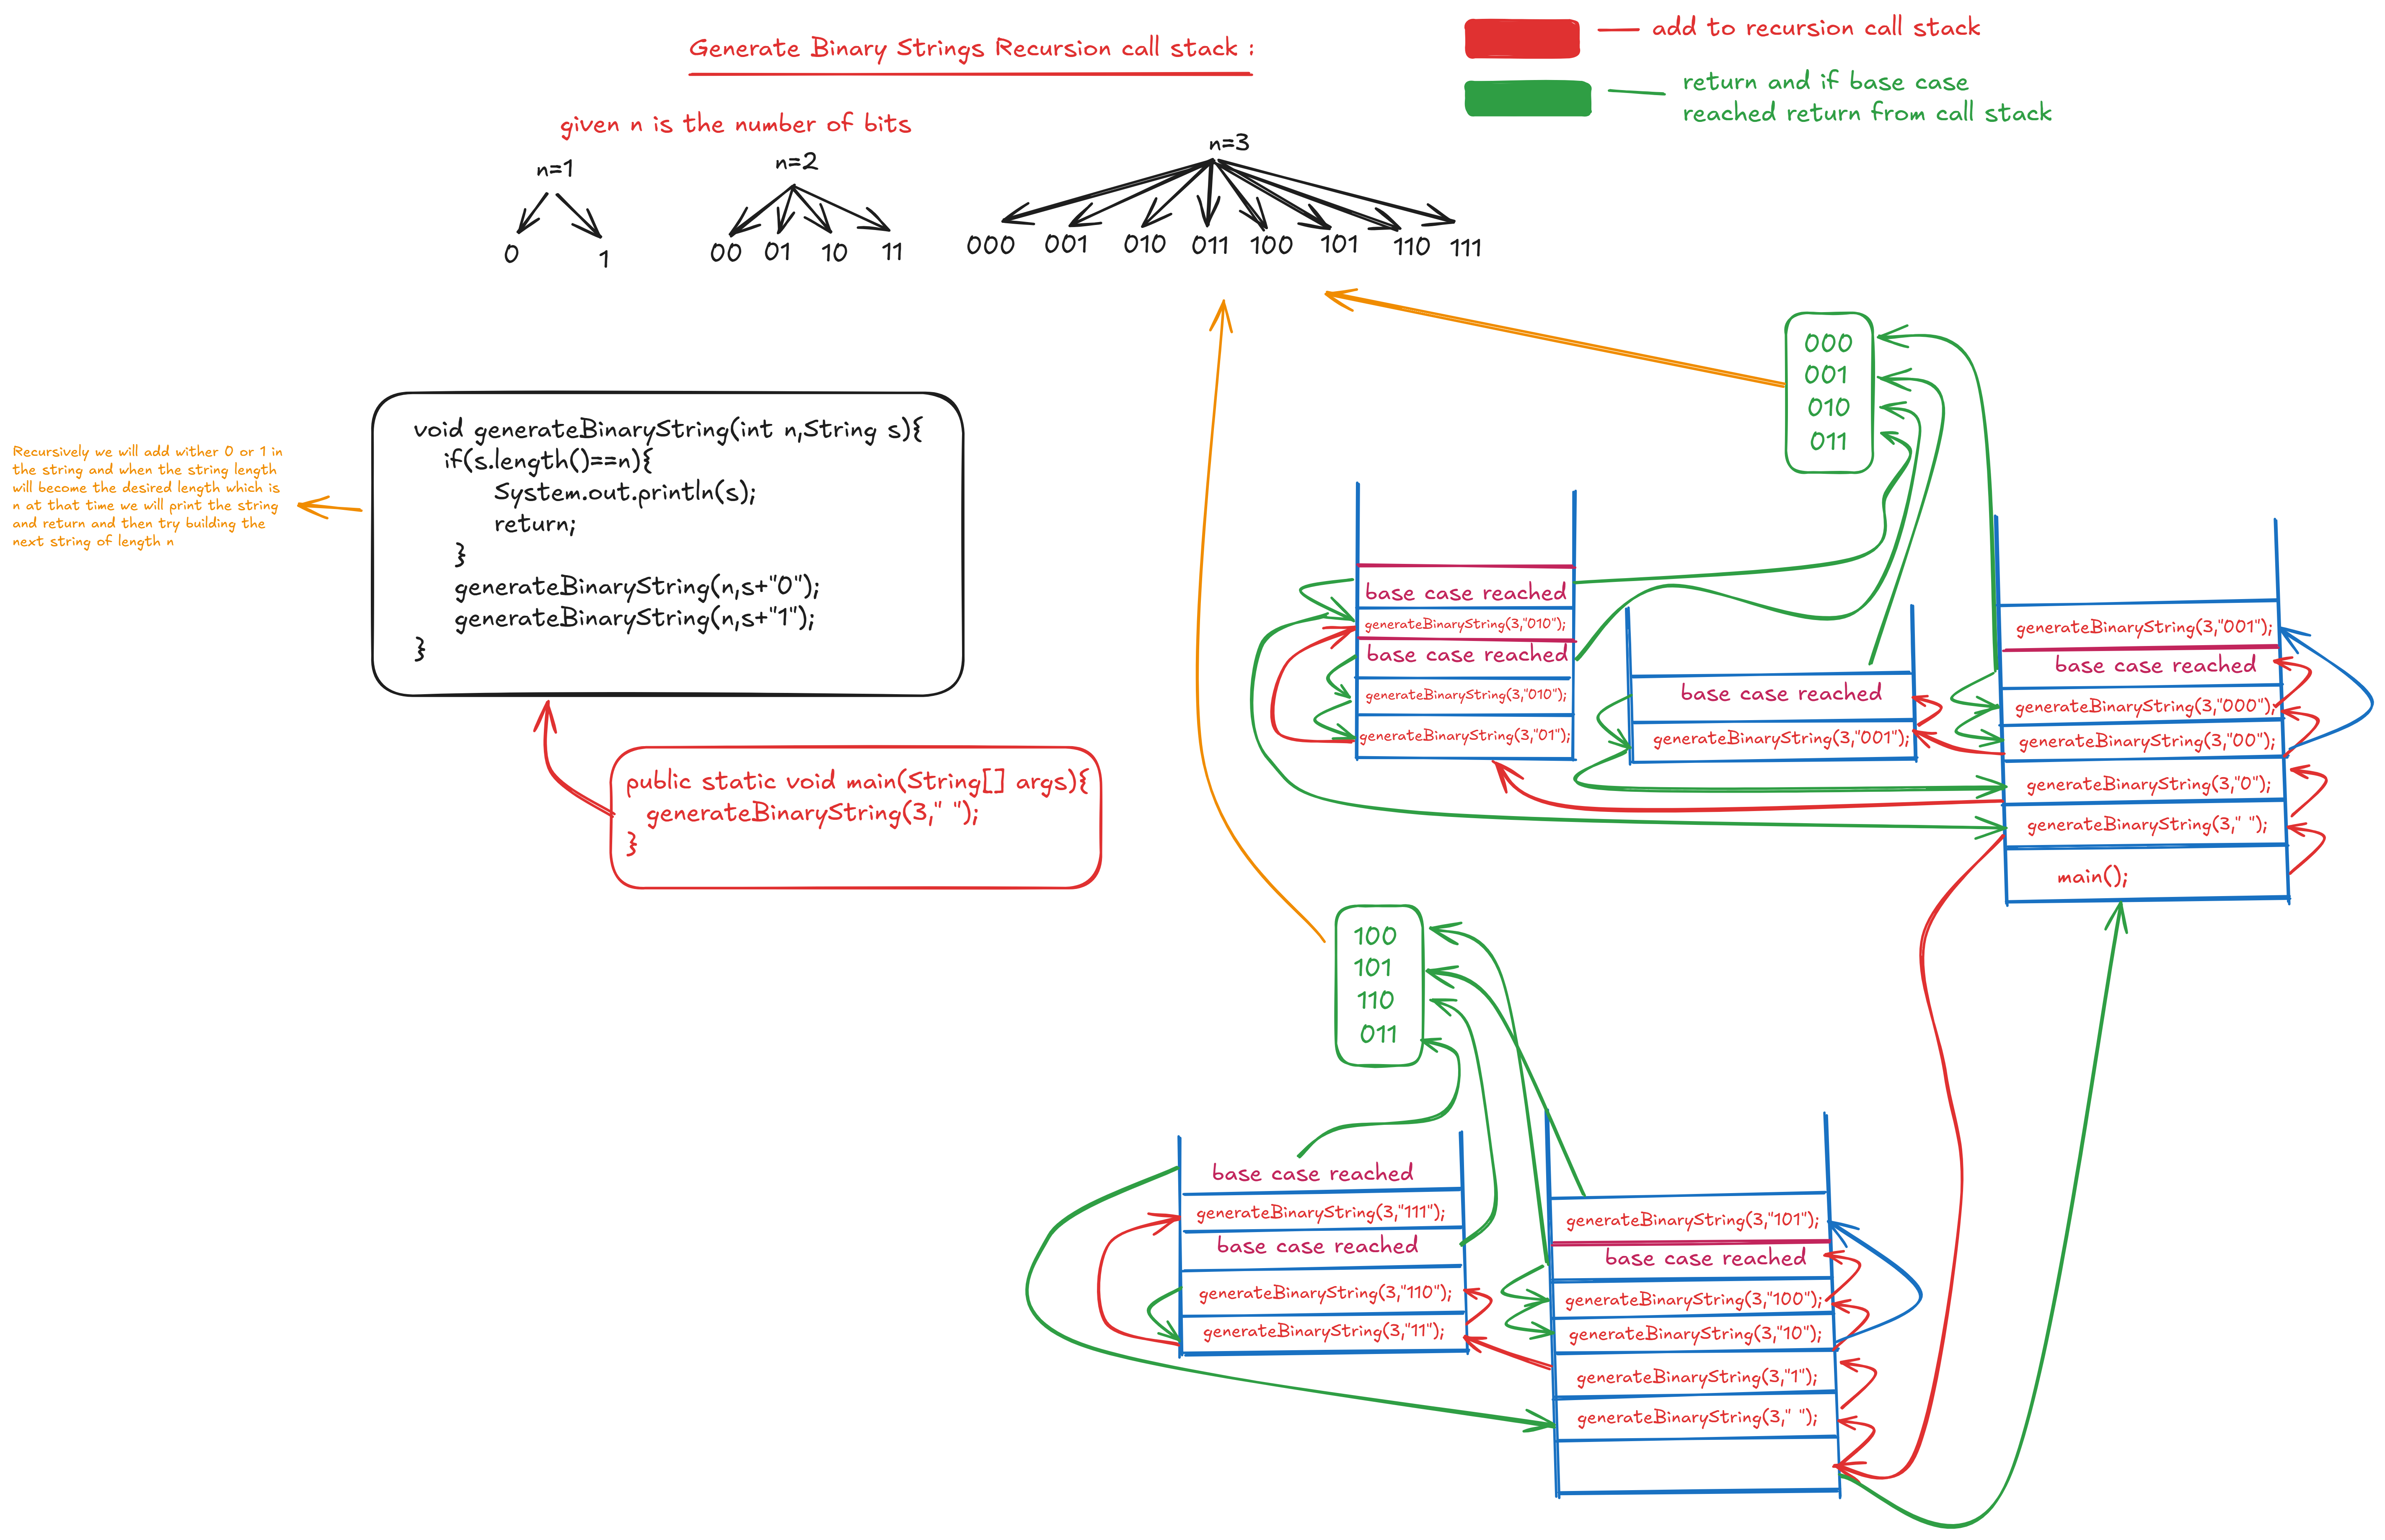 Generate Binary Strings Recursion call stack :
add to recursion call stack
return and if base case
reached return from call stack
given n is the number of bits
n=1
0
1
n=2
00
01
10
11
n=3
000
001
010
011
100
101
110
111
Recursively we will add wither 0 or 1 in
the string and when the string length
will become the desired length which is
n at that time we will print the string
and return and then try building the
next string of length n
void generateBinaryString(int n,String s){
if(s.length()==n){
System.out.println(s);
return;
}
generateBinaryString(n,s+"0");
generateBinaryString(n,s+"1");
}
public static void main(String[] args){
generateBinaryString(3," ");
}
000
001
010
011
base case reached
generateBinaryString(3,"010");
base case reached
generateBinaryString(3,"010");
generateBinaryString(3,"01");
base case reached
generateBinaryString(3,"001");
generateBinaryString(3,"001");
base case reached
generateBinaryString(3,"000");
generateBinaryString(3,"00");
generateBinaryString(3,"0");
generateBinaryString(3," ");
main();
100
101
110
011
base case reached
generateBinaryString(3,"111");
base case reached
generateBinaryString(3,"110");
generateBinaryString(3,"11");
generateBinaryString(3,"101");
base case reached
generateBinaryString(3,"100");
generateBinaryString(3,"10");
generateBinaryString(3,"1");
generateBinaryString(3," ");